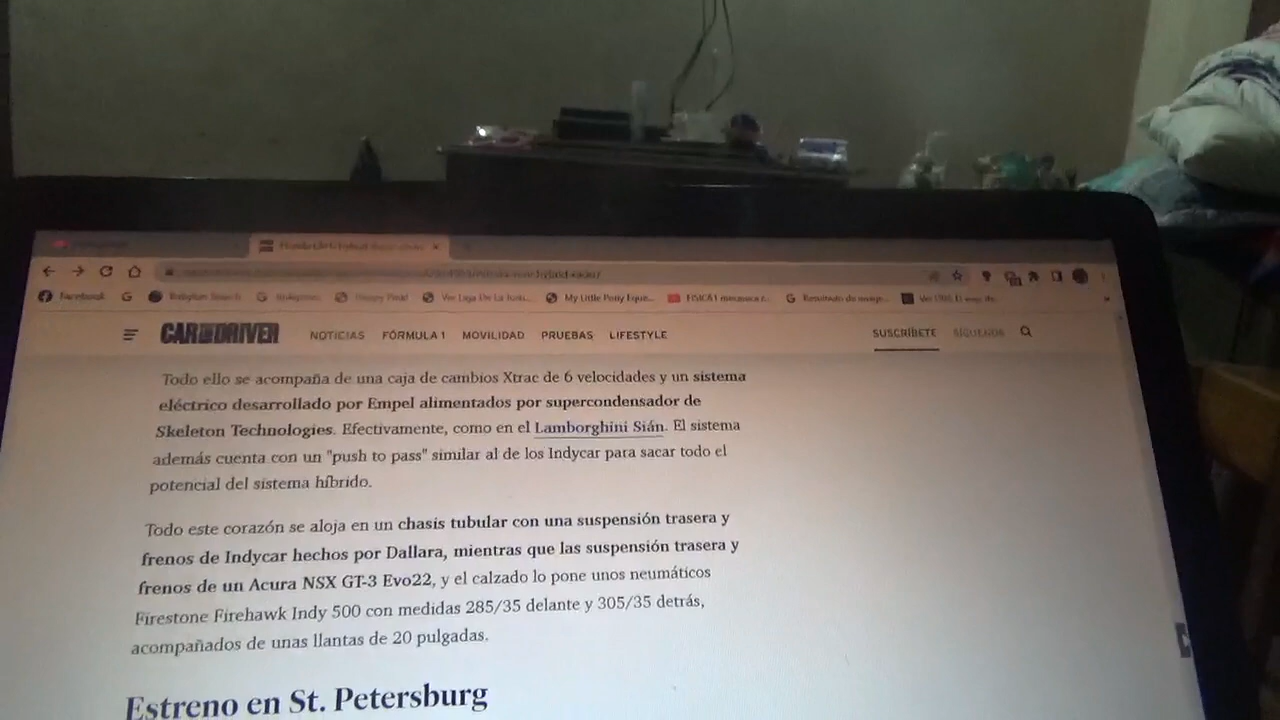 Facebook
My Little Pony Eque...
CAR AND DRIVER
NOTICIAS FÓRMULA 1 MOVILIDAD PRUEBAS LIFESTYLE
SUSCRÍBETE SÍGUENOS
Todo ello se acompaña de una caja de cambios Xtrac de 6 velocidades y un sistema
eléctrico desarrollado por Empel alimentados por supercondensador de
Skeleton Technologies. Efectivamente, como en el Lamborghini Sián. El sistema
además cuenta con un "push to pass" similar al de los Indycar para sacar todo el
potencial del sistema híbrido.
Todo este corazón se aloja en un chasis tubular con una suspensión trasera y
frenos de Indycar hechos por Dallara, mientras que las suspensión trasera y
frenos de un Acura NSX GT-3 Evo22, y el calzado lo pone unos neumáticos
Firestone Firehawk Indy 500 con medidas 285/35 delante y 305/35 detrás,
acompañados de unas llantas de 20 pulgadas.
Estreno en St. Petersburg